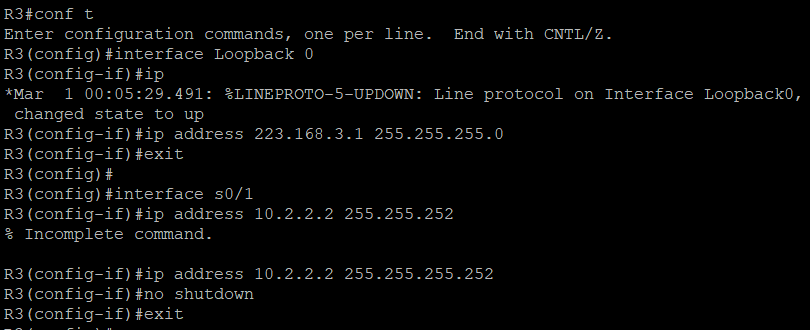 R3#conf t
Enter configuration commands, one per line.  End with CNTL/Z.
R3(config)#interface Loopback 0
R3(config-if)#ip
*Mar  1 00:05:29.491: %LINEPROTO-5-UPDOWN: Line protocol on Interface Loopback0,
 changed state to up
R3(config-if)#ip address 223.168.3.1 255.255.255.0
R3(config-if)#exit
R3(config)#
R3(config)#interface s0/1
R3(config-if)#ip address 10.2.2.2 255.255.252
% Incomplete command.

R3(config-if)#ip address 10.2.2.2 255.255.255.252
R3(config-if)#no shutdown
R3(config-if)#exit